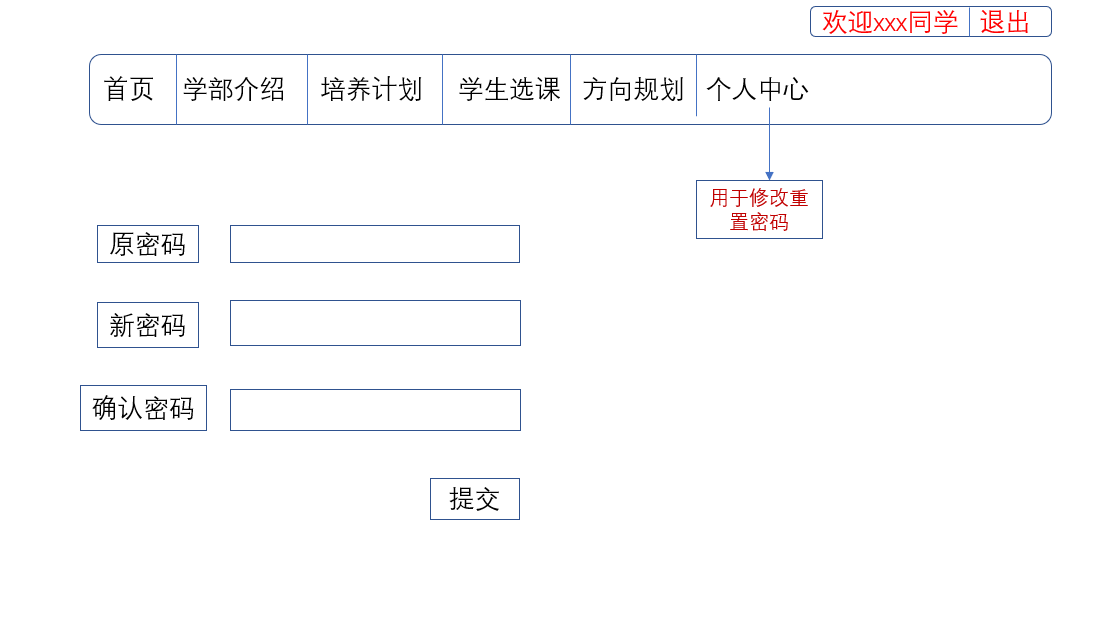 欢迎xxx同学 退出
首页 学部介绍 培养计划 学生选课 方向规划 个人中心
用于修改重
置密码
原密码
新密码
确认密码
提交